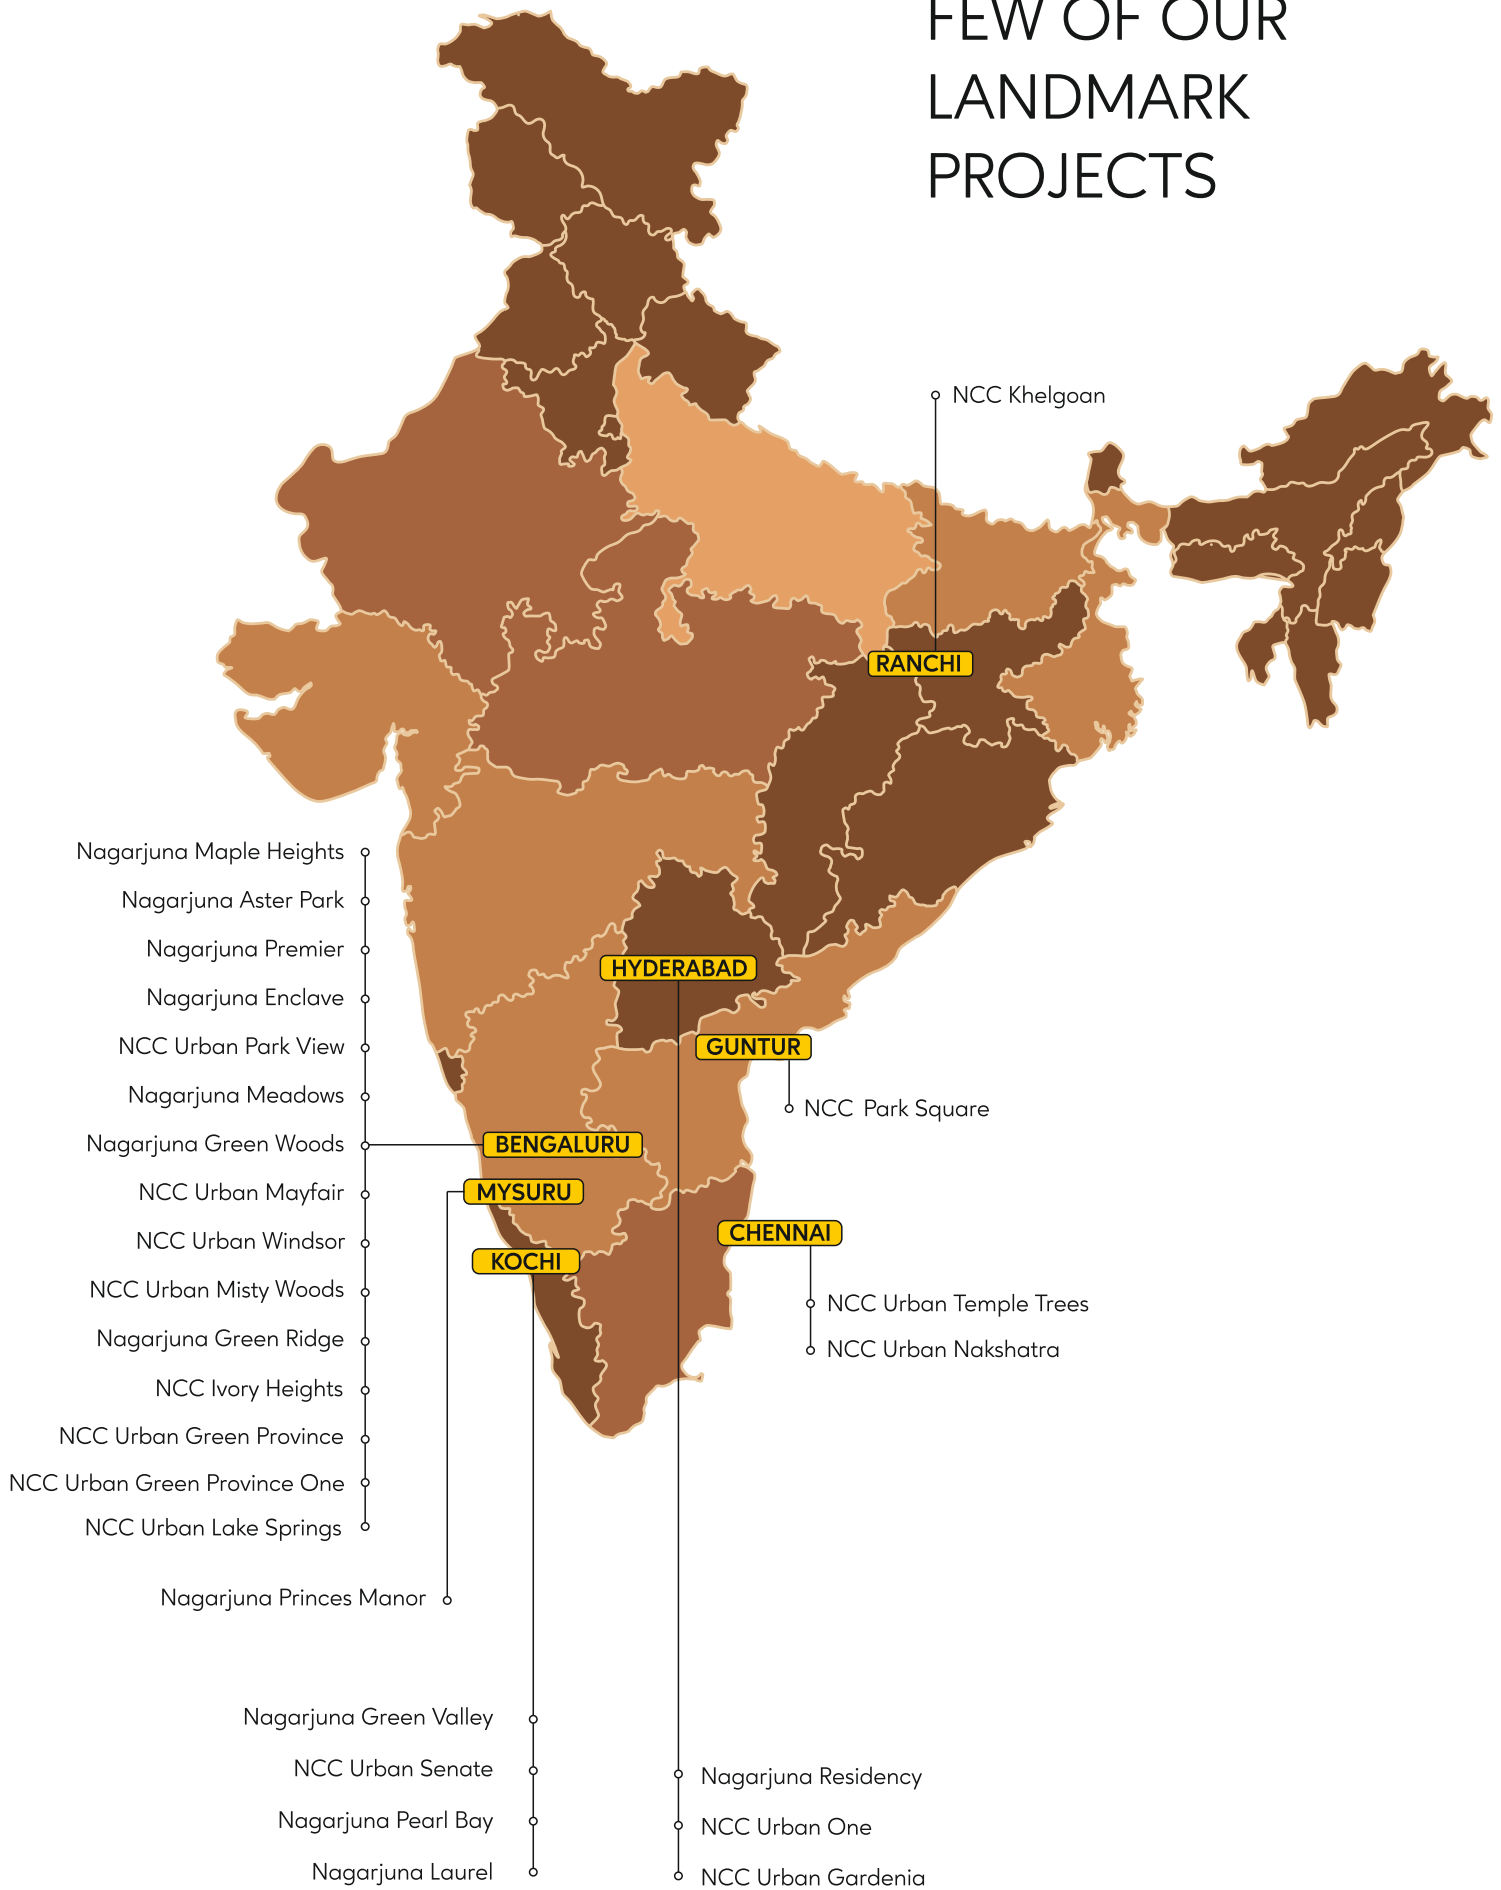 FEW OF OUR
LANDMARK
PROJECTS
NCC Khelgoan
RANCHI
Nagarjuna Maple Heights
Nagarjuna Aster Park
Nagarjuna Premier
Nagarjuna Enclave
NCC Urban Park View
Nagarjuna Meadows
Nagarjuna Green Woods
NCC Urban Mayfair
NCC Urban Windsor
NCC Urban Misty Woods
Nagarjuna Green Ridge
NCC Ivory Heights
NCC Urban Green Province
NCC Urban Green Province One
NCC Urban Lake Springs
HYDERABAD
GUNTUR
NCC Park Square
BENGALURU
MYSURU
CHENNAI
KOCHI
NCC Urban Temple Trees
NCC Urban Nakshatra
Nagarjuna Princes Manor
Nagarjuna Green Valley
NCC Urban Senate
Nagarjuna Pearl Bay
Nagarjuna Laurel
Nagarjuna Residency
NCC Urban One
NCC Urban Gardenia